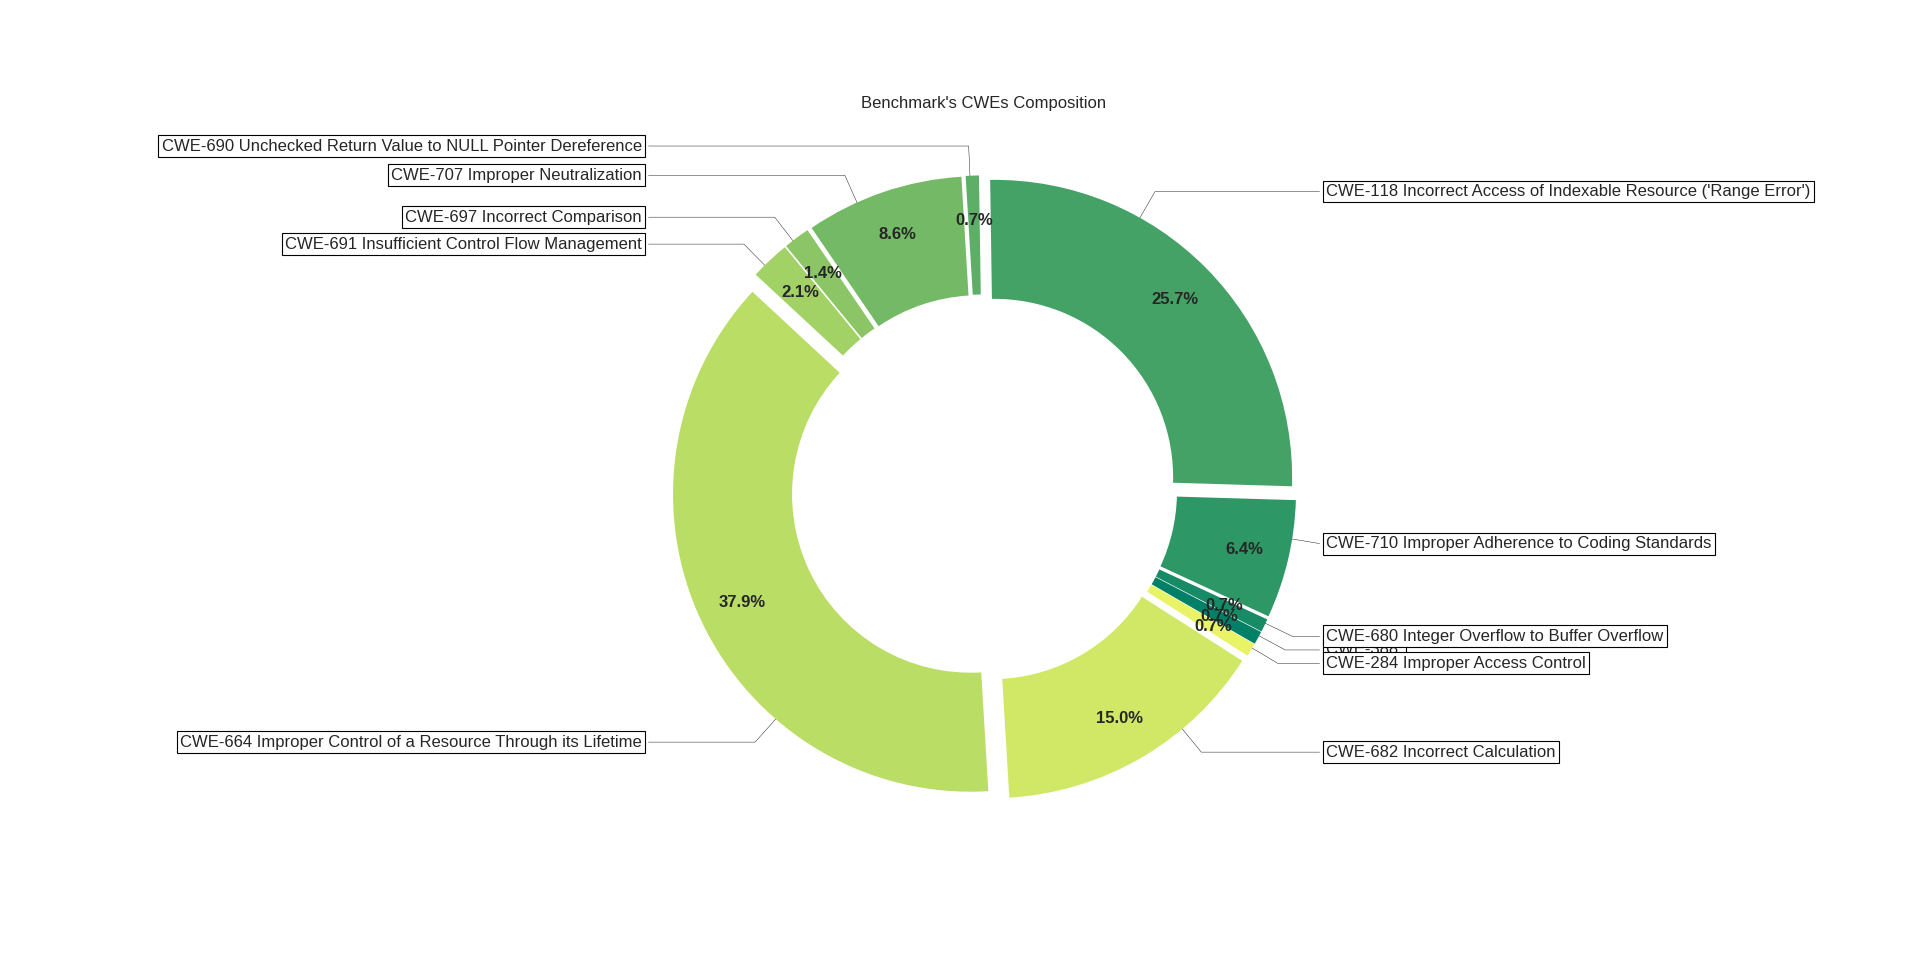 Benchmark's CWEs Composition
CWE-690 Unchecked Return Value to NULL Pointer Dereference
CWE-707 Improper Neutralization
CWE-697 Incorrect Comparison
CWE-691 Insufficient Control Flow Management
CWE-664 Improper Control of a Resource Through its Lifetime
0.7%
8.6%
1.4%
2.1%
25.7%
6.4%
0.7%
0.7%
0.7%
37.9%
15.0%
CWE-118 Incorrect Access of Indexable Resource ('Range Error')
CWE-710 Improper Adherence to Coding Standards
CWE-680 Integer Overflow to Buffer Overflow
CWE-284 Improper Access Control
CWE-682 Incorrect Calculation